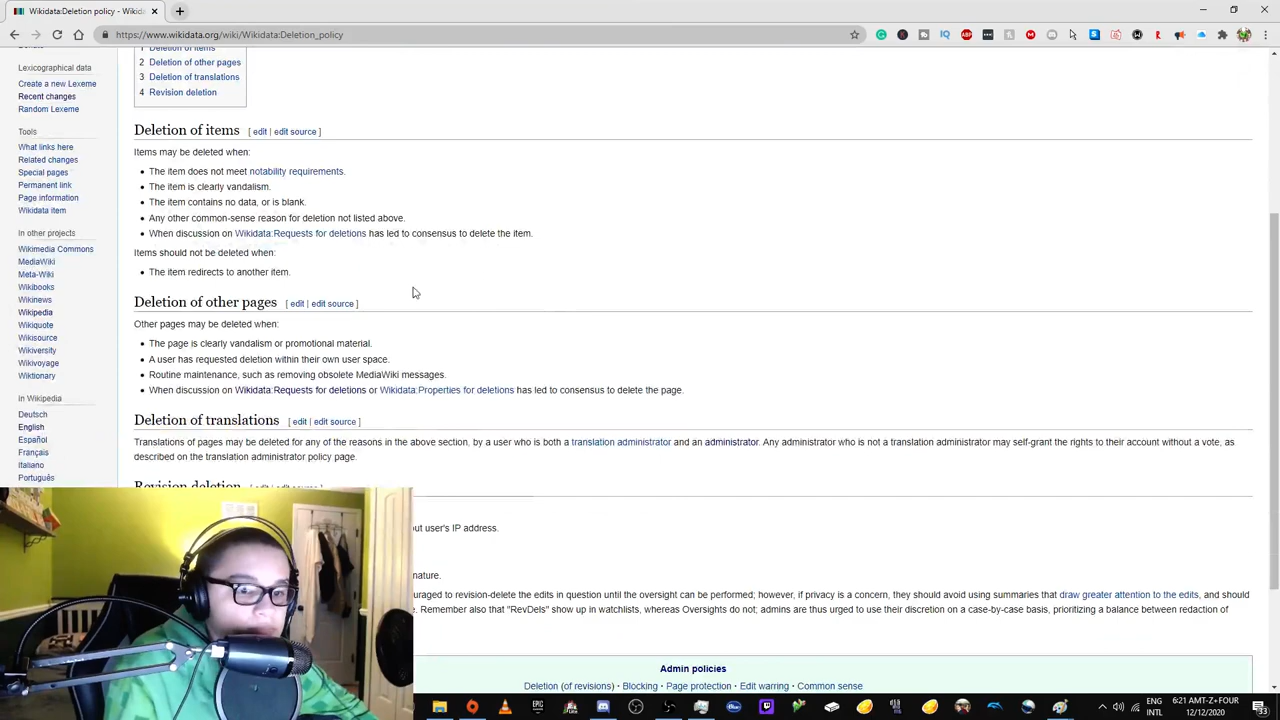 Wikidata:Deletion policy - Wikidata
https://www.wikidata.org/wiki/Wikidata:Deletion_policy
Lexicographical data
Create a new Lexeme
Recent changes
Random Lexeme
Tools
What links here
Related changes
Special pages
Permanent link
Page information
Wikidata item
In other projects
Wikimedia Commons
MediaWiki
Meta-Wiki
Wikibooks
Wikinews
Wikipedia
Wikiquote
Wikisource
Wikiversity
Wikivoyage
Wiktionary
In Wikipedia
Deutsch
English
Español
Français
Italiano
Português
1 Deletion of items
2 Deletion of other pages
3 Deletion of translations
4 Revision deletion
Deletion of items [ edit | edit source ]
Items may be deleted when:
• The item does not meet notability requirements.
• The item is clearly vandalism.
• The item contains no data, or is blank.
• Any other common-sense reason for deletion not listed above.
• When discussion on Wikidata:Requests for deletions has led to consensus to delete the item.
Items should not be deleted when:
• The item redirects to another item.
Deletion of other pages [ edit | edit source ]
Other pages may be deleted when:
• The page is clearly vandalism or promotional material.
• A user has requested deletion within their own user space.
• Routine maintenance, such as removing obsolete MediaWiki messages.
• When discussion on Wikidata:Requests for deletions or Wikidata:Properties for deletions has led to consensus to delete the page.
Deletion of translations [ edit | edit source ]
Translations of pages may be deleted for any of the reasons in the above section, by a user who is both a translation administrator and an administrator. Any administrator who is not a translation administrator may self-grant the rights to their account without a vote, as
described on the translation administrator policy page.
Revision deletion [ edit | edit source ]
out user's IP address.
nature.
uraged to revision-delete the edits in question until the oversight can be performed; however, if privacy is a concern, they should avoid using summaries that draw greater attention to the edits, and should
. Remember also that "RevDels" show up in watchlists, whereas Oversights do not; admins are thus urged to use their discretion on a case-by-case basis, prioritizing a balance between redaction of
Admin policies
Deletion (of revisions) • Blocking • Page protection • Edit warring • Common sense
ENG
INTL
6:21 AMT-Z+FOUR
12/12/2020